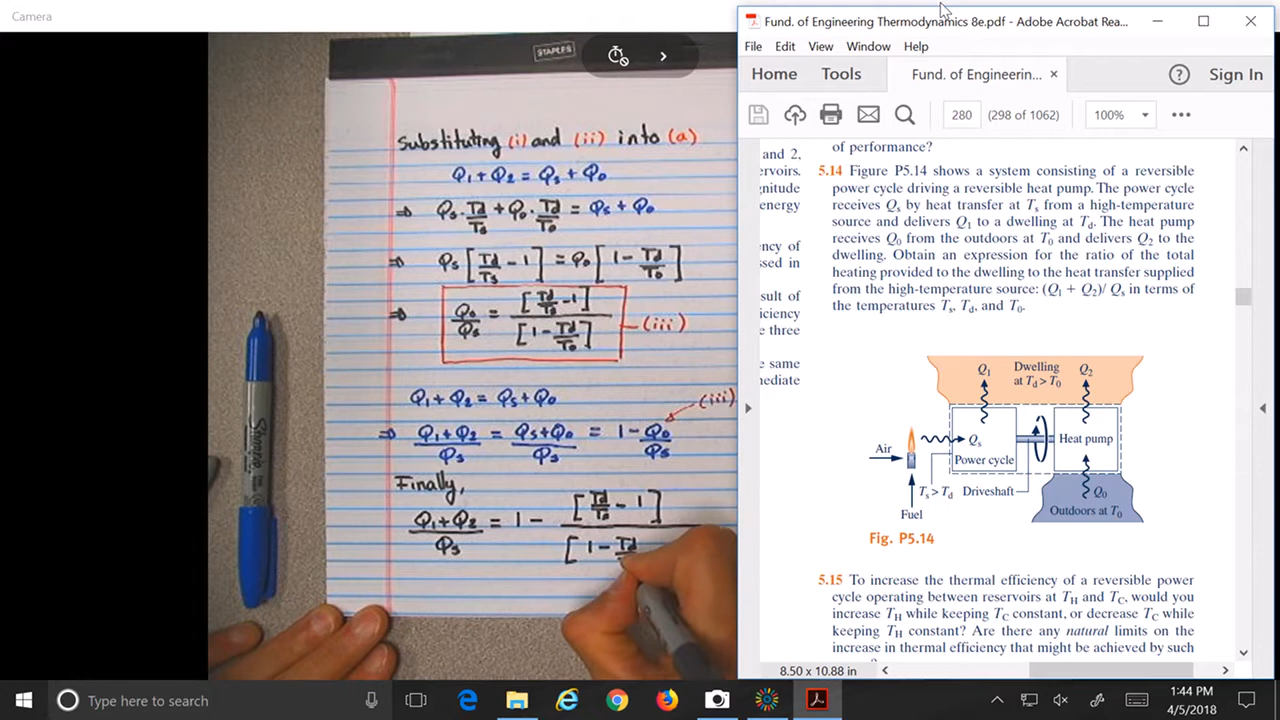 Camera
STAPLES
Substituting (i) and (ii) into (a)
Q1 + Q2 = Qs + Q0
⇒ Qs · Td/Ts + Q0 · Td/T0 = Qs + Q0
⇒ Qs [Td/Ts - 1] = Q0 [1 - Td/T0]
⇒ Q0/Qs = [Td/Ts - 1] / [1 - Td/T0] — (iii)
Q1 + Q2 = Qs + Q0
(iii)
⇒ (Q1 + Q2)/Qs = (Qs + Q0)/Qs = 1 - Q0/Qs
Finally,
(Q1 + Q2)/Qs = 1 - [Td/Ts - 1] / [1 - Td/
Sharpie
Fund. of Engineering Thermodynamics 8e.pdf - Adobe Acrobat Rea...
File Edit View Window Help
Home Tools Fund. of Engineerin... × ? Sign In
280 (298 of 1062) 100%
and 2,
ervoirs.
gnitude
energy
ency of
ssed in
sult of
iciency
e three
e same
mediate
of performance?
5.14 Figure P5.14 shows a system consisting of a reversible
power cycle driving a reversible heat pump. The power cycle
receives Qs by heat transfer at Ts from a high-temperature
source and delivers Q1 to a dwelling at Td. The heat pump
receives Q0 from the outdoors at T0 and delivers Q2 to the
dwelling. Obtain an expression for the ratio of the total
heating provided to the dwelling to the heat transfer supplied
from the high-temperature source: (Q1 + Q2)/ Qs in terms of
the temperatures Ts, Td, and T0.
Q1 Dwelling Q2
at Td > T0
Qs Heat pump
Air
Power cycle
Ts > Td Driveshaft Q0
Fuel Outdoors at T0
Fig. P5.14
5.15 To increase the thermal efficiency of a reversible power
cycle operating between reservoirs at TH and TC, would you
increase TH while keeping TC constant, or decrease TC while
keeping TH constant? Are there any natural limits on the
increase in thermal efficiency that might be achieved by such
8.50 x 10.88 in
Type here to search
1:44 PM
4/5/2018